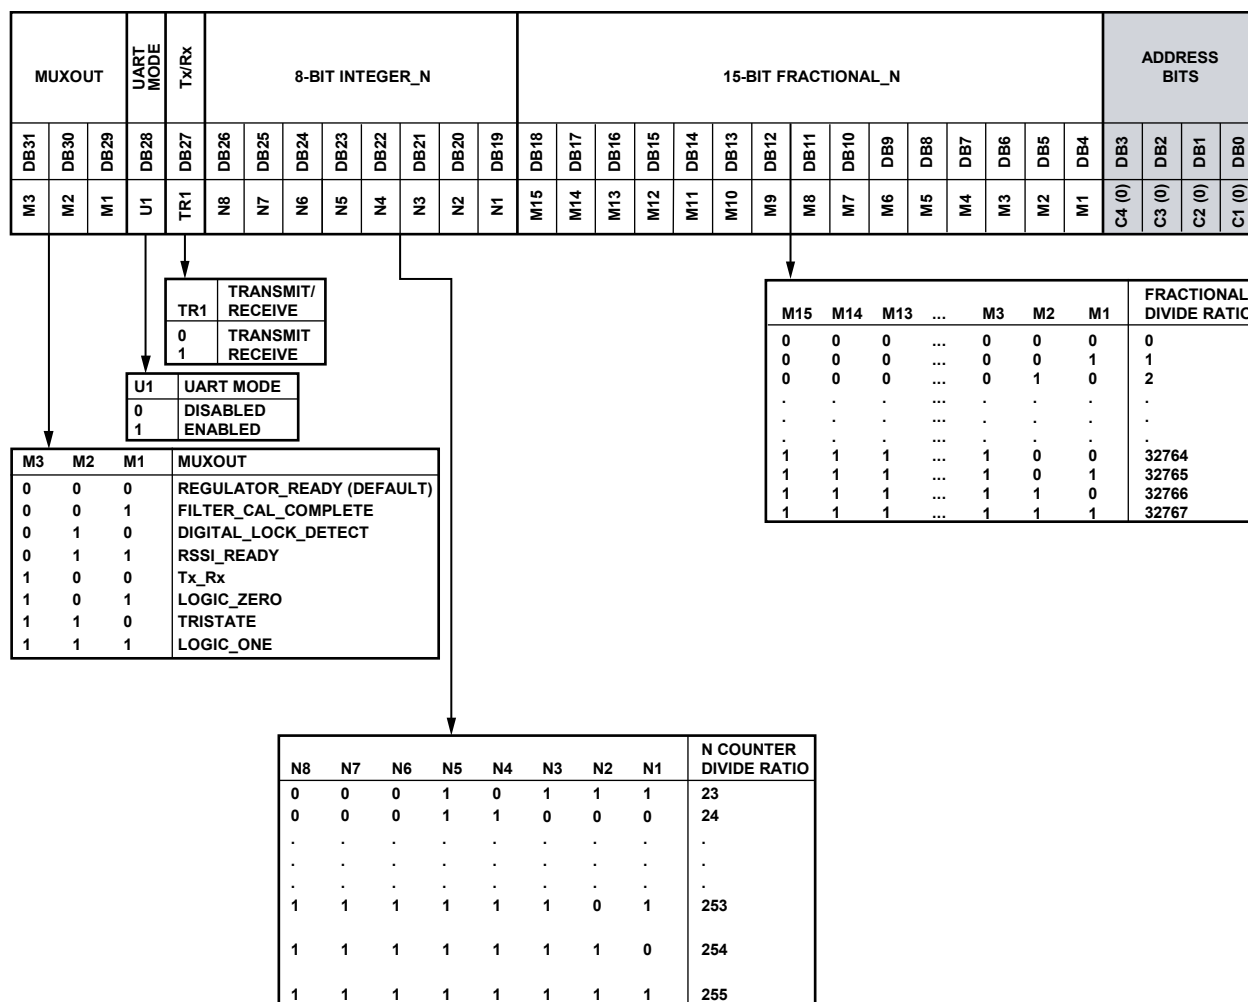 MUXOUT UART MODE Tx/Rx 8-BIT INTEGER_N 15-BIT FRACTIONAL_N ADDRESS BITS
DB31 DB30 DB29 DB28 DB27 DB26 DB25 DB24 DB23 DB22 DB21 DB20 DB19 DB18 DB17 DB16 DB15 DB14 DB13 DB12 DB11 DB10 DB9 DB8 DB7 DB6 DB5 DB4 DB3 DB2 DB1 DB0
M3 M2 M1 U1 TR1 N8 N7 N6 N5 N4 N3 N2 N1 M15 M14 M13 M12 M11 M10 M9 M8 M7 M6 M5 M4 M3 M2 M1 C4 (0) C3 (0) C2 (0) C1 (0)
TR1 TRANSMIT/ RECEIVE
0 TRANSMIT
1 RECEIVE
U1 UART MODE
0 DISABLED
1 ENABLED
M3 M2 M1 MUXOUT
0 0 0 REGULATOR_READY (DEFAULT)
0 0 1 FILTER_CAL_COMPLETE
0 1 0 DIGITAL_LOCK_DETECT
0 1 1 RSSI_READY
1 0 0 Tx_Rx
1 0 1 LOGIC_ZERO
1 1 0 TRISTATE
1 1 1 LOGIC_ONE
M15 M14 M13 ... M3 M2 M1 FRACTIONAL DIVIDE RATIO
0 0 0 ... 0 0 0 0
0 0 0 ... 0 0 1 1
0 0 0 ... 0 1 0 2
. . . ... . . . .
. . . ... . . . .
. . . ... . . . .
1 1 1 ... 1 0 0 32764
1 1 1 ... 1 0 1 32765
1 1 1 ... 1 1 0 32766
1 1 1 ... 1 1 1 32767
N8 N7 N6 N5 N4 N3 N2 N1 N COUNTER DIVIDE RATIO
0 0 0 1 0 1 1 1 23
0 0 0 1 1 0 0 0 24
. . . . . . . . .
. . . . . . . . .
. . . . . . . . .
1 1 1 1 1 1 0 1 253
1 1 1 1 1 1 1 0 254
1 1 1 1 1 1 1 1 255